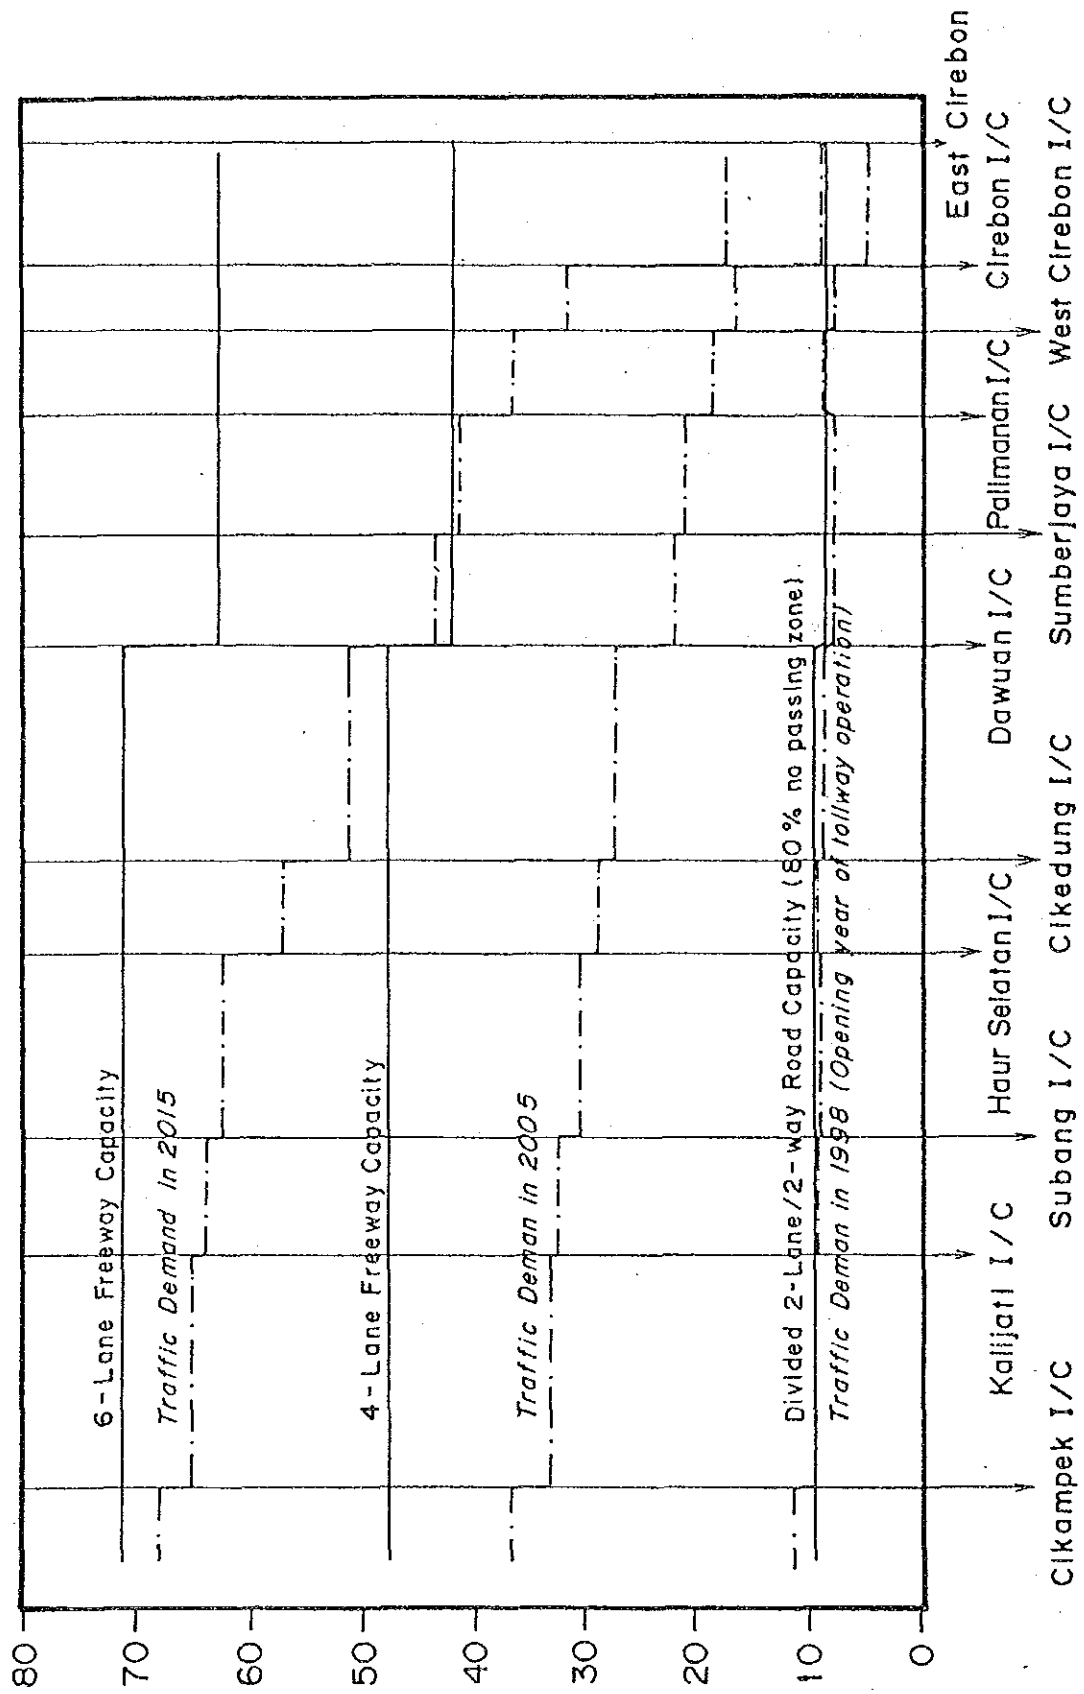 80
70
60
50
40
30
20
10
0
6-Lane Freeway Capacity
Traffic Demand In 2015
4-Lane Freeway Capacity
Traffic Deman in 2005
Divided 2-Lane/2-way Road Capacity (80% no passing zone).
Traffic Deman in 1998 (Opening year of tollway operation)
Cikampek I/C
Kalijati I/C
Subang I/C
Haur Selatan I/C
Cikedung I/C
Dawuan I/C
Sumberjaya I/C
Palimanan I/C
West Cirebon I/C
Cirebon I/C
East Cirebon